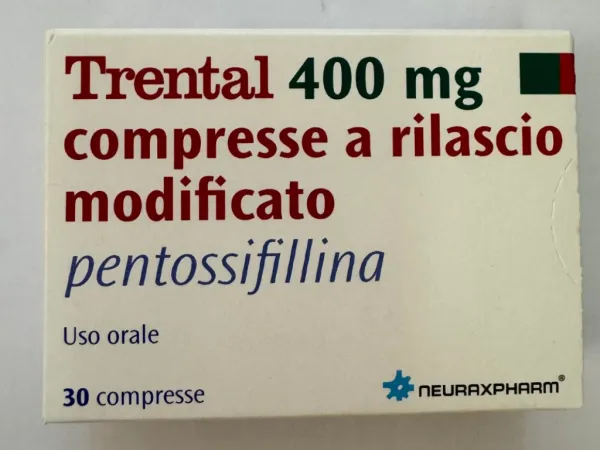 Trental 400 mg
compresse a rilascio
modificato
pentossifillina
Uso orale
30 compresse
NEURAXPHARM®